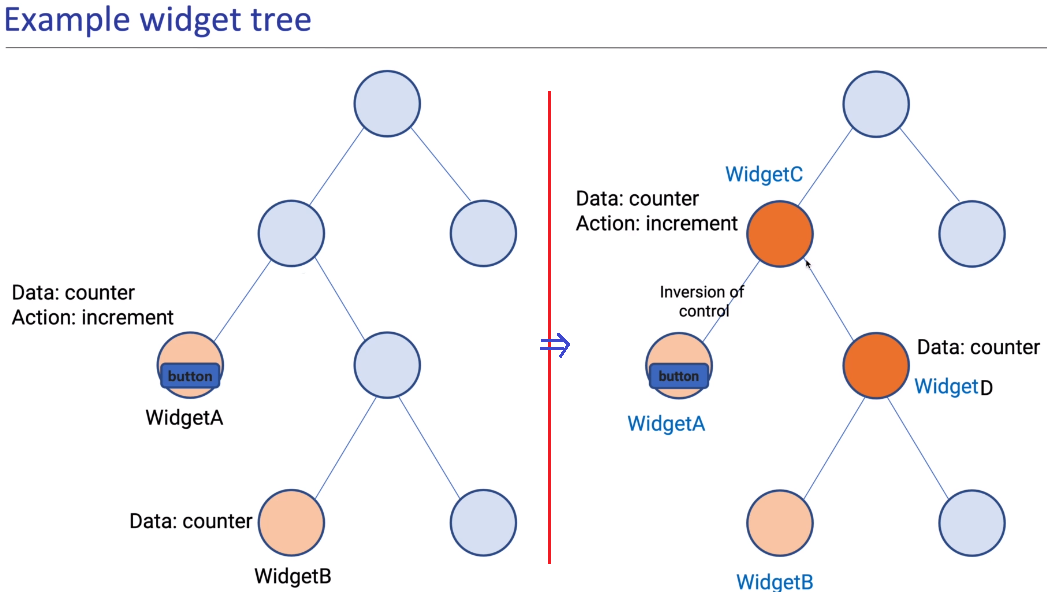 Example widget tree
Data: counter
Action: increment
button
WidgetA
Data: counter
WidgetB
WidgetC
Data: counter
Action: increment
Inversion of
control
button
WidgetA
Data: counter
WidgetD
WidgetB